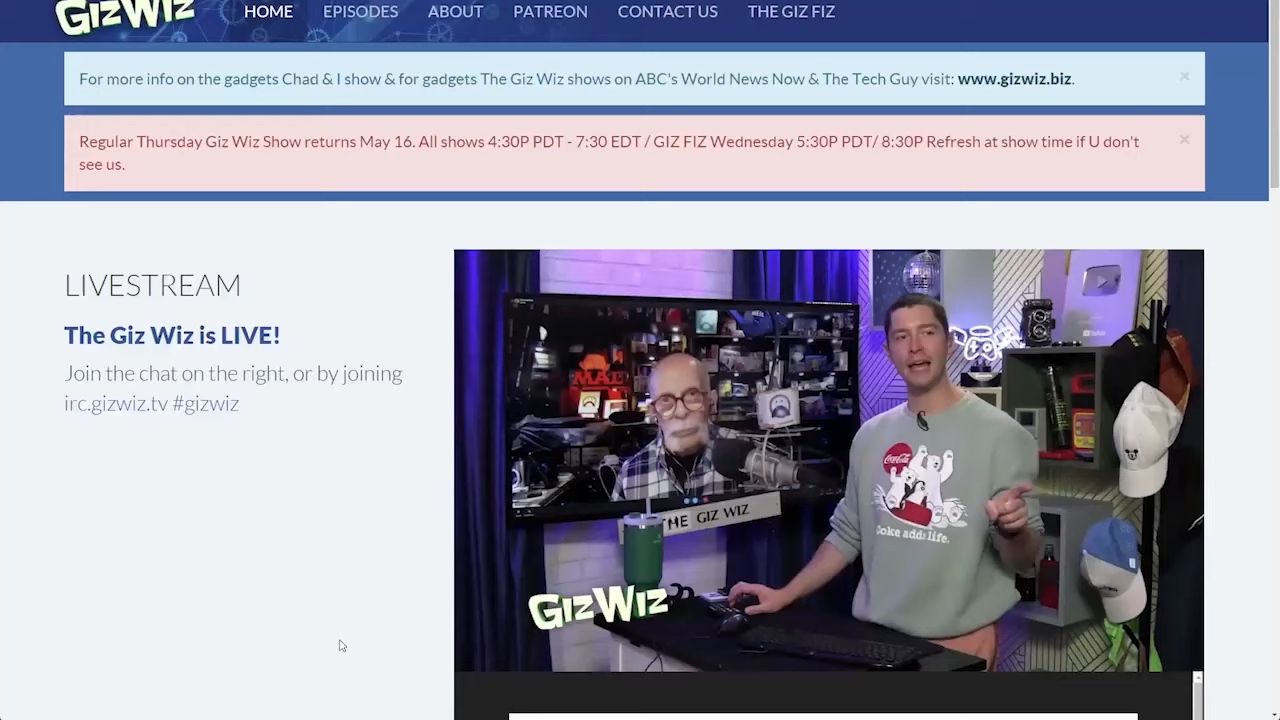 GIZWIZ
HOME EPISODES ABOUT PATREON CONTACT US THE GIZ FIZ
For more info on the gadgets Chad & I show & for gadgets The Giz Wiz shows on ABC's World News Now & The Tech Guy visit: www.gizwiz.biz.
Regular Thursday Giz Wiz Show returns May 16. All shows 4:30P PDT - 7:30 EDT / GIZ FIZ Wednesday 5:30P PDT/ 8:30P Refresh at show time if U don't
see us.
LIVESTREAM
The Giz Wiz is LIVE!
Join the chat on the right, or by joining
irc.gizwiz.tv #gizwiz
MAD
YouTube
Coca-Cola
Coke adds life.
THE GIZ WIZ
GIZWIZ